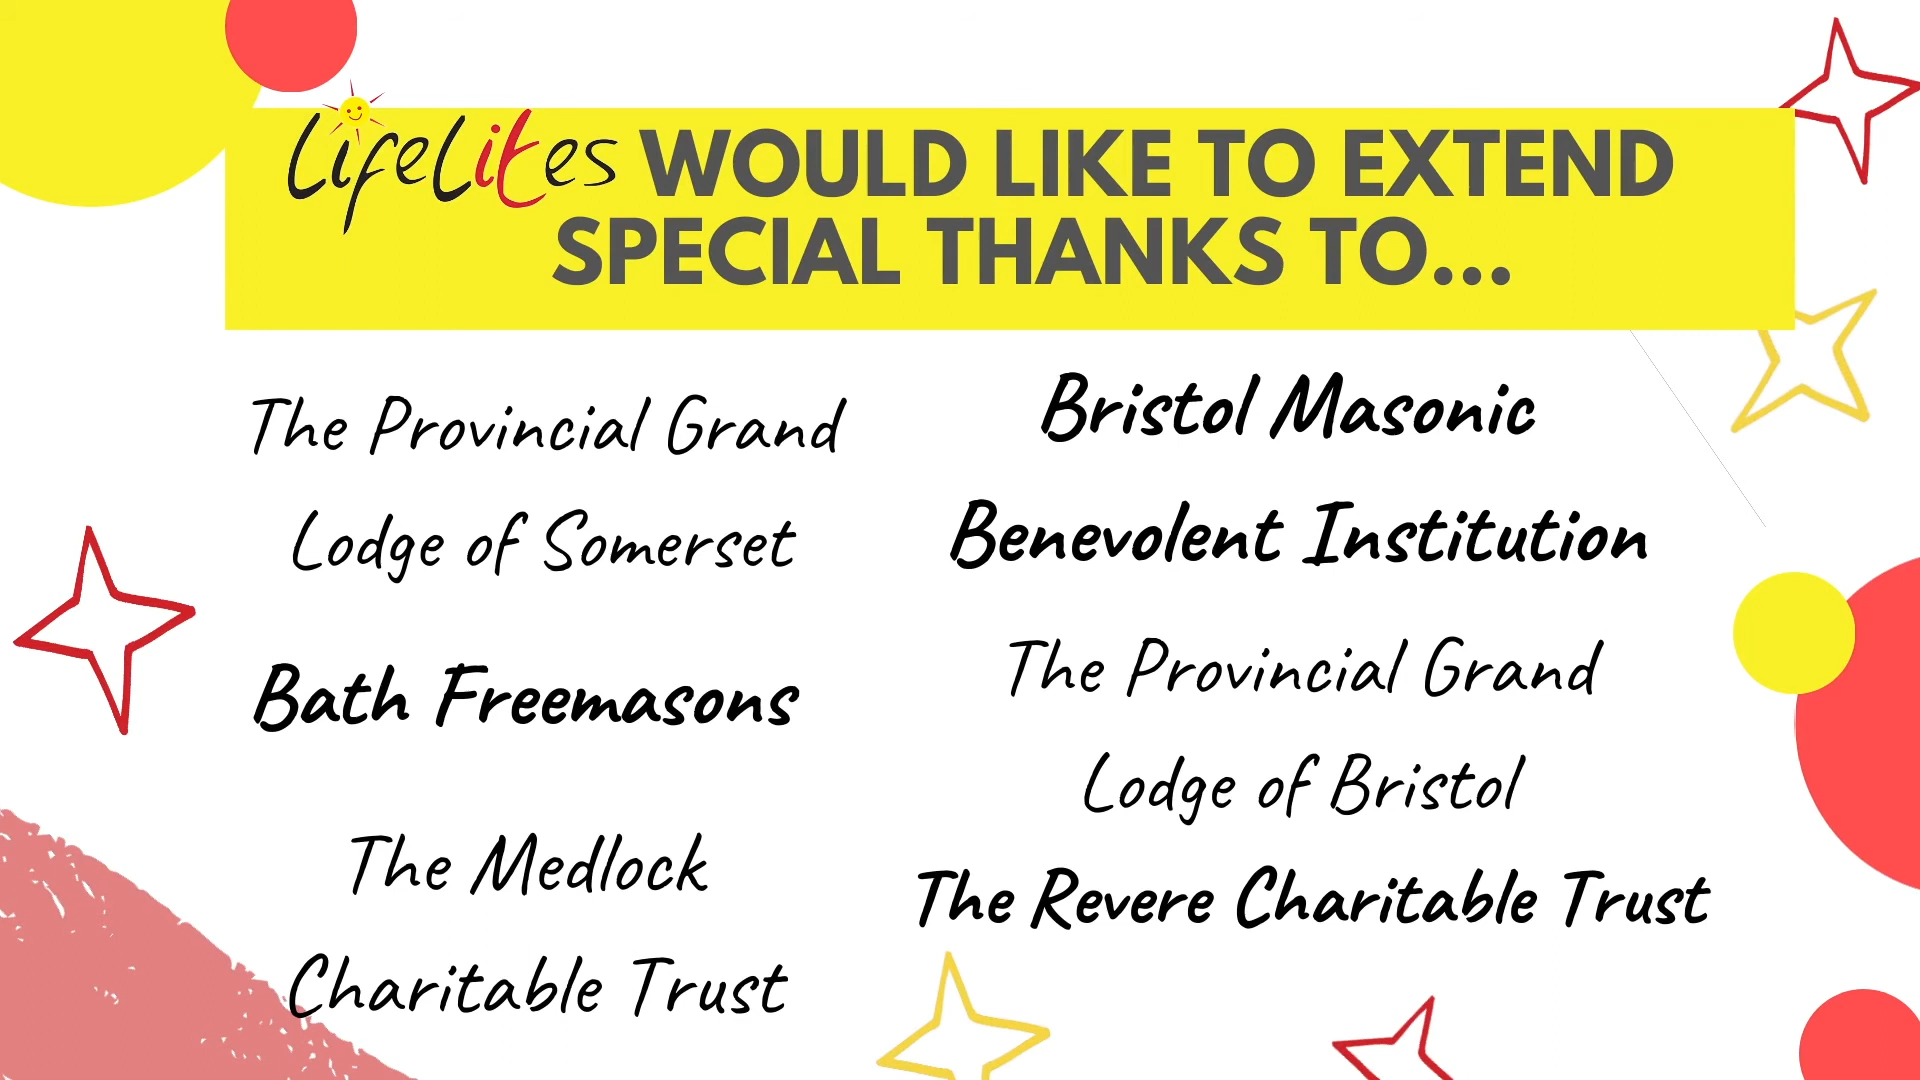 LifeLites WOULD LIKE TO EXTEND
SPECIAL THANKS TO...
The Provincial Grand
Lodge of Somerset
Bath Freemasons
The Medlock
Charitable Trust
Bristol Masonic
Benevolent Institution
The Provincial Grand
Lodge of Bristol
The Revere Charitable Trust